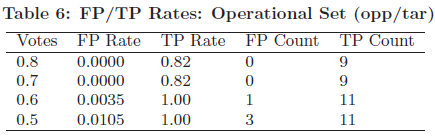 Table 6: FP/TP Rates: Operational Set (opp/tar)
Votes FP Rate TP Rate FP Count TP Count
0.8 0.0000 0.82 0 9
0.7 0.0000 0.82 0 9
0.6 0.0035 1.00 1 11
0.5 0.0105 1.00 3 11